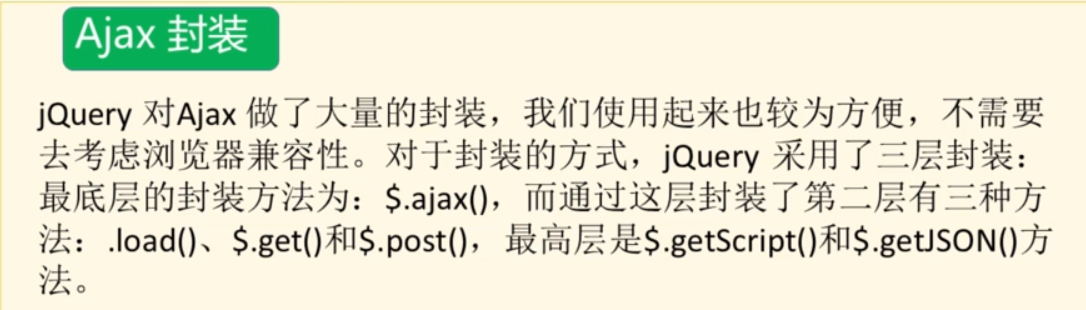 Ajax 封装
jQuery 对Ajax 做了大量的封装，我们使用起来也较为方便，不需要
去考虑浏览器兼容性。对于封装的方式，jQuery 采用了三层封装：
最底层的封装方法为：$.ajax()，而通过这层封装了第二层有三种方
法：.load()、$.get()和$.post()，最高层是$.getScript()和$.getJSON()方
法。